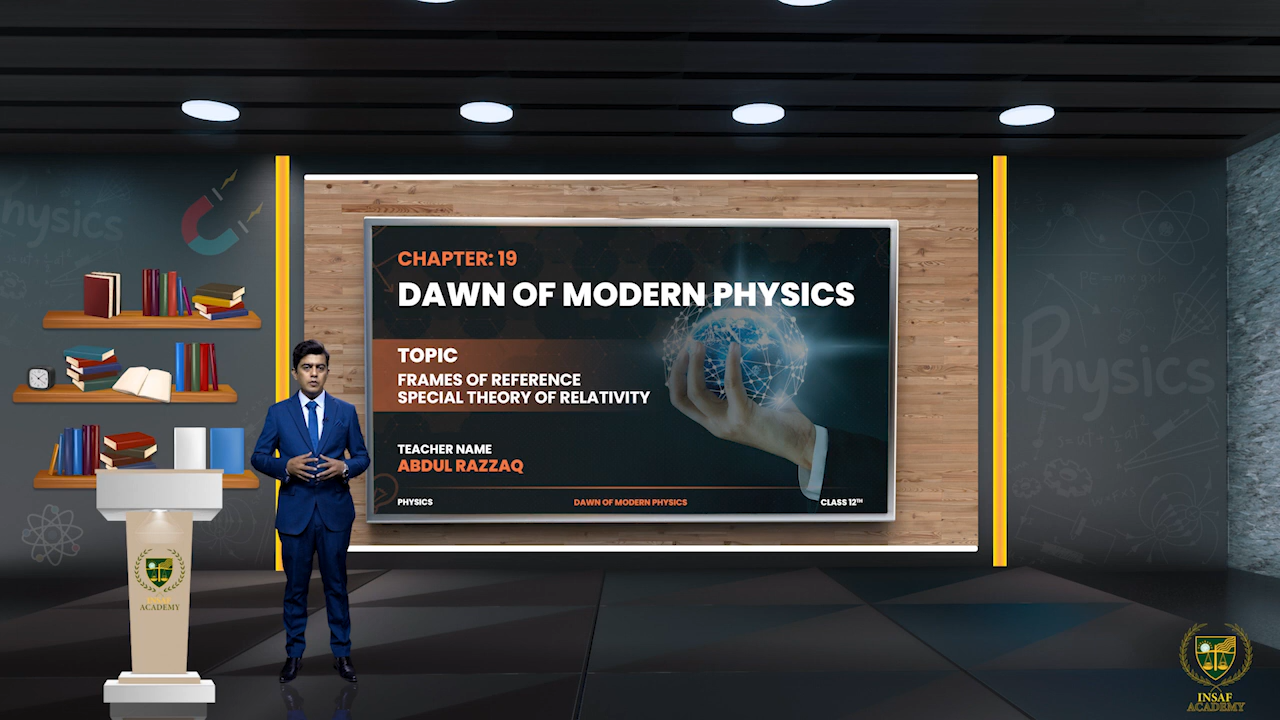 Physics
CHAPTER: 19
DAWN OF MODERN PHYSICS
TOPIC
FRAMES OF REFERENCE
SPECIAL THEORY OF RELATIVITY
TEACHER NAME
ABDUL RAZZAQ
PHYSICS
DAWN OF MODERN PHYSICS
CLASS 12TH
Physics
INSAF
ACADEMY
INSAF
ACADEMY